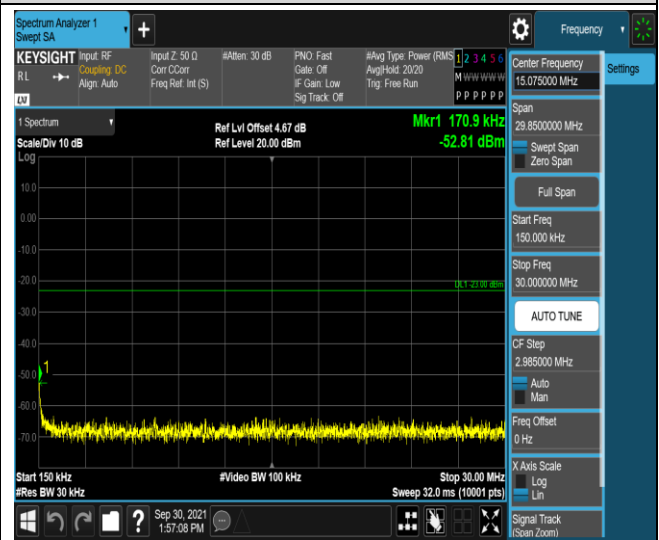 Spectrum Analyzer 1
Swept SA
Frequency
KEYSIGHT
RL
LXI
Input: RF
Coupling: DC
Align: Auto
Input Z: 50 Ω
Corr CCorr
Freq Ref: Int (S)
#Atten: 30 dB
PNO: Fast
Gate: Off
IF Gain: Low
Sig Track: Off
#Avg Type: Power (RMS
Avg|Hold: 20/20
Trig: Free Run
1 2 3 4 5 6
M W W W W W
P P P P P P
1 Spectrum
Scale/Div 10 dB
Log
Ref Lvl Offset 4.67 dB
Ref Level 20.00 dBm
Mkr1 170.9 kHz
-52.81 dBm
10.0
0.00
-10.0
-20.0
-30.0
-40.0
-50.0
-60.0
-70.0
DL1 -23.00 dBm
1
Start 150 kHz
#Res BW 30 kHz
#Video BW 100 kHz
Stop 30.00 MHz
Sweep 32.0 ms (10001 pts)
Sep 30, 2021
1:57:08 PM
?
Center Frequency
15.075000 MHz
Span
29.8500000 MHz
Swept Span
Zero Span
Full Span
Start Freq
150.000 kHz
Stop Freq
30.000000 MHz
AUTO TUNE
CF Step
2.985000 MHz
Auto
Man
Freq Offset
0 Hz
X Axis Scale
Log
Lin
Signal Track
(Span Zoom)
Settings